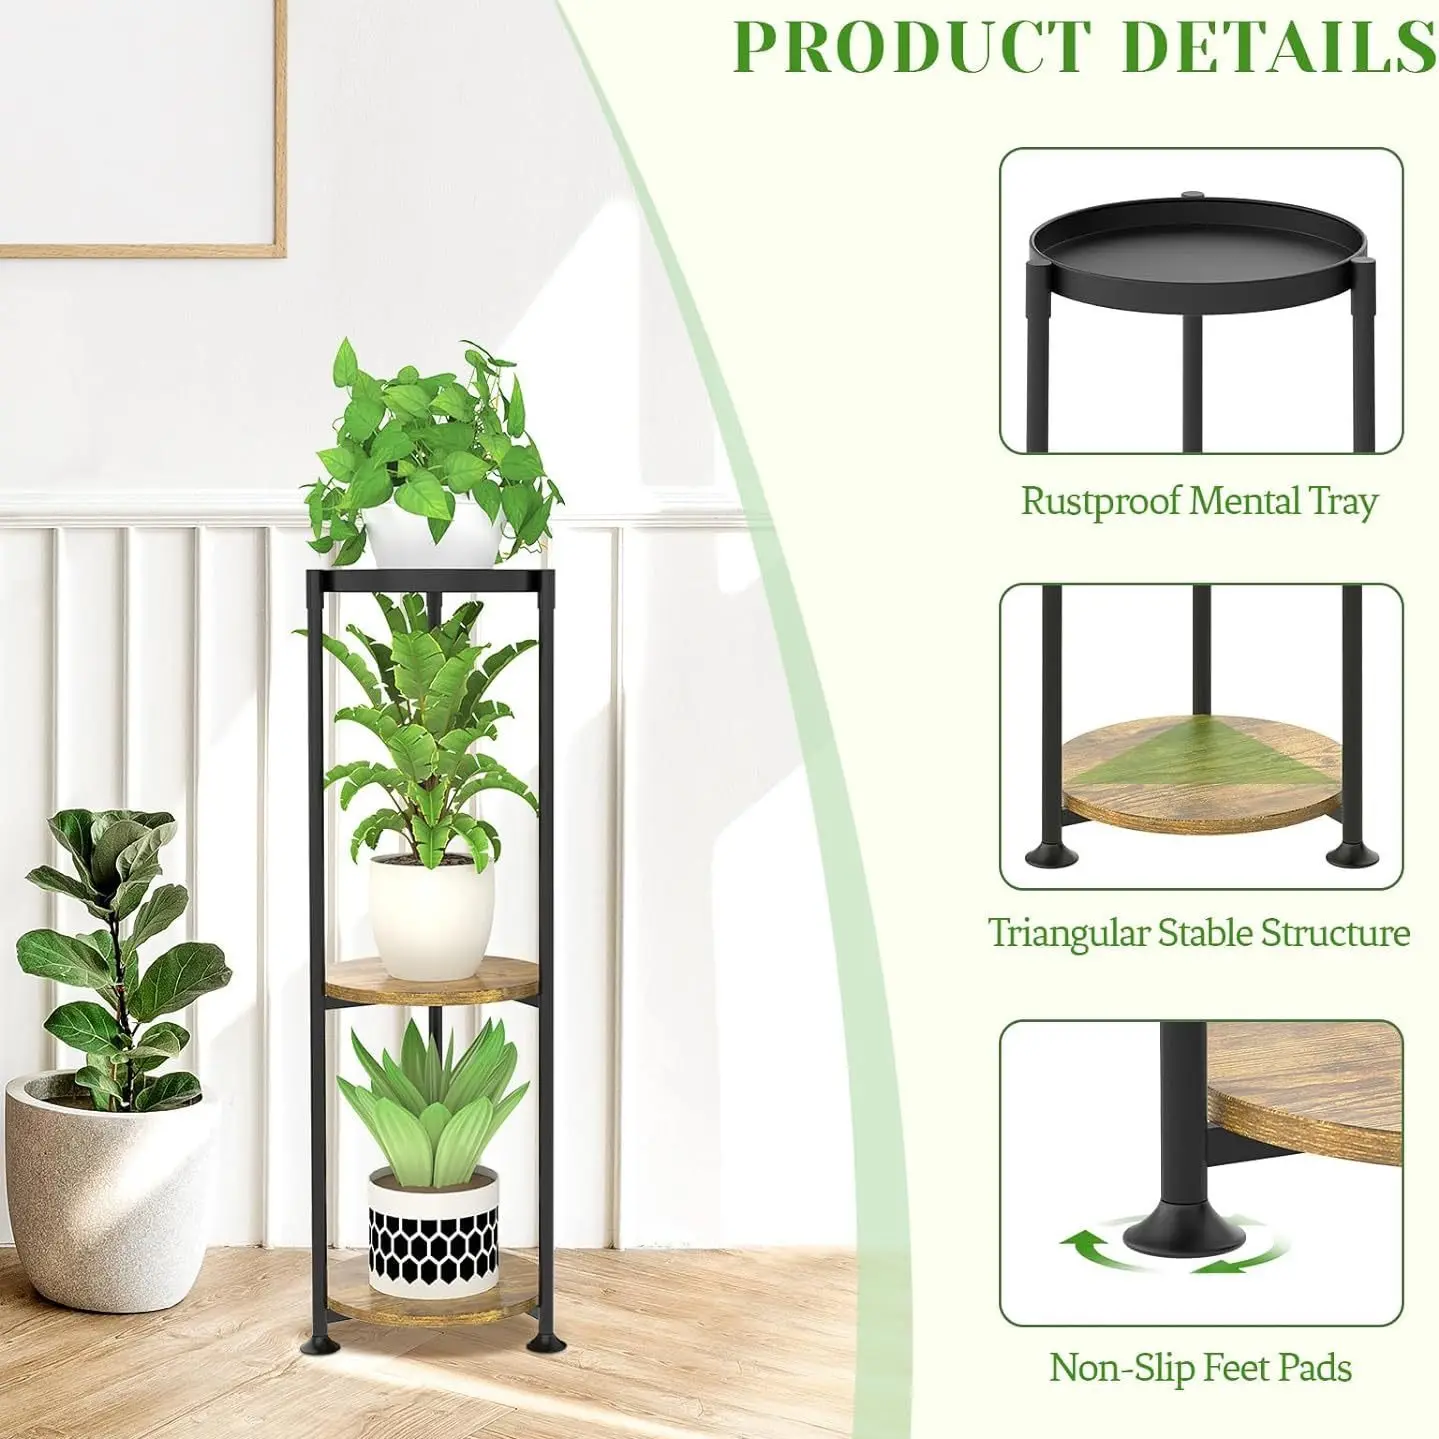 PRODUCT DETAILS
Rustproof Mental Tray
Triangular Stable Structure
Non-Slip Feet Pads